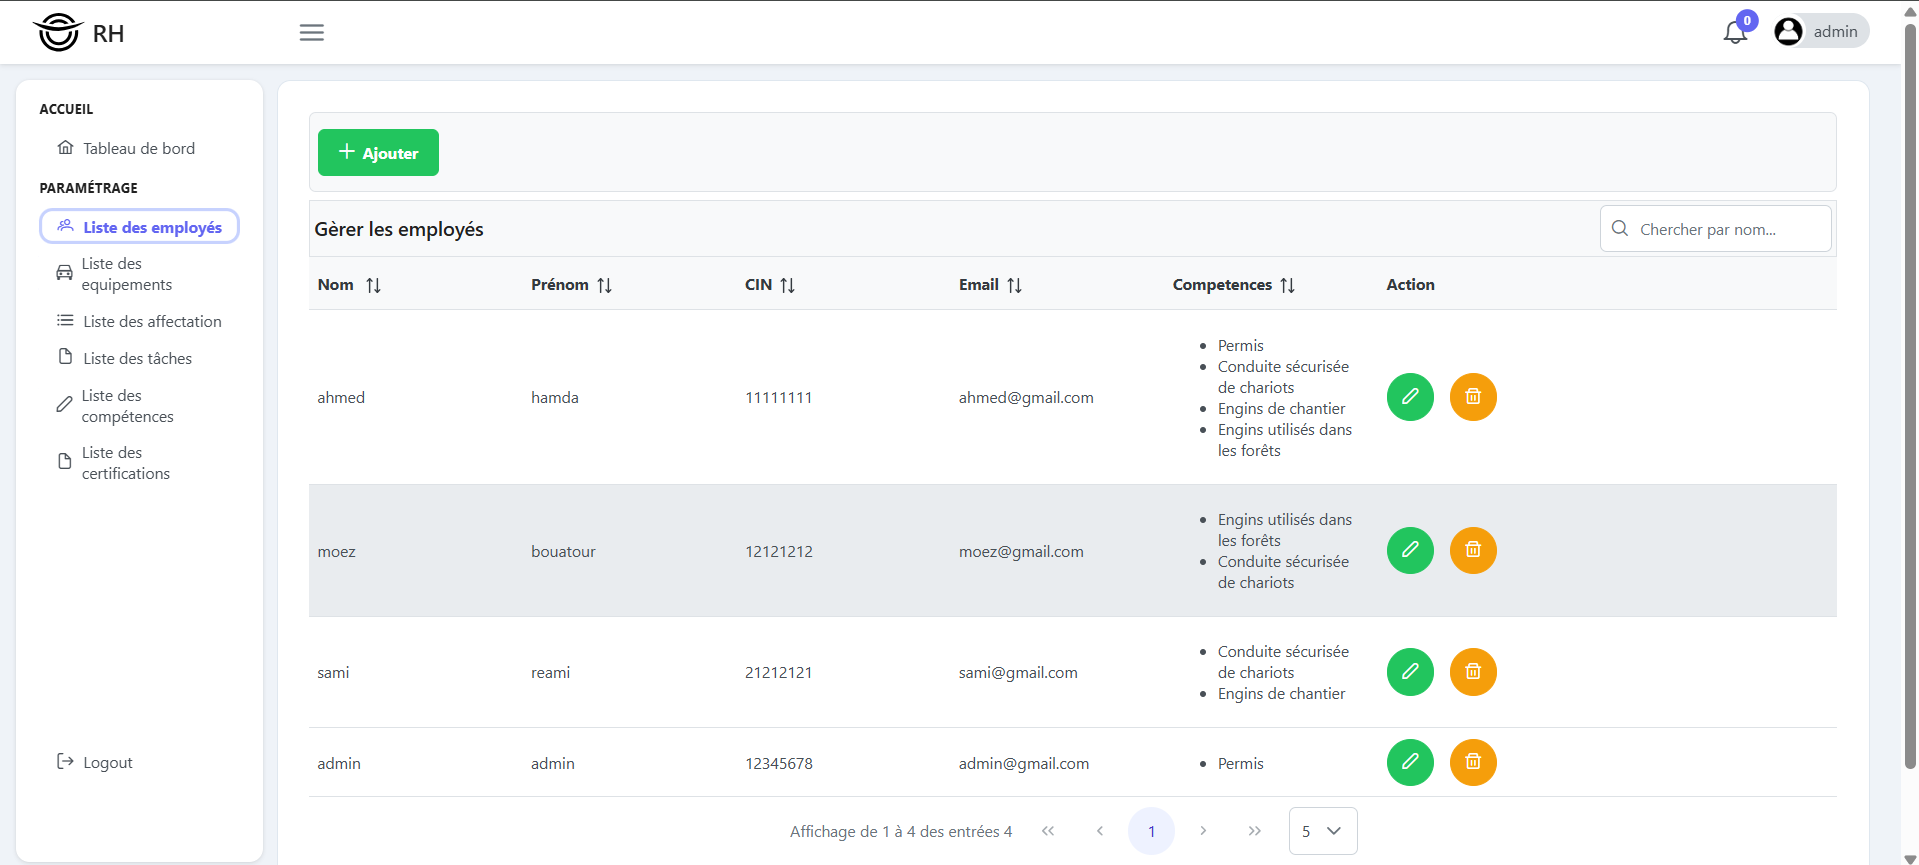 RH
0
admin
ACCUEIL
Tableau de bord
PARAMÉTRAGE
Liste des employés
Liste des
equipements
Liste des affectation
Liste des tâches
Liste des
compétences
Liste des
certifications
Logout
Ajouter
Gèrer les employés
Chercher par nom...
Nom Prénom CIN Email Competences Action
ahmed hamda 11111111 ahmed@gmail.com
Permis
Conduite sécurisée
de chariots
Engins de chantier
Engins utilisés dans
les forêts
moez bouatour 12121212 moez@gmail.com
Engins utilisés dans
les forêts
Conduite sécurisée
de chariots
sami reami 21212121 sami@gmail.com
Conduite sécurisée
de chariots
Engins de chantier
admin admin 12345678 admin@gmail.com
Permis
Affichage de 1 à 4 des entrées 4
1
5